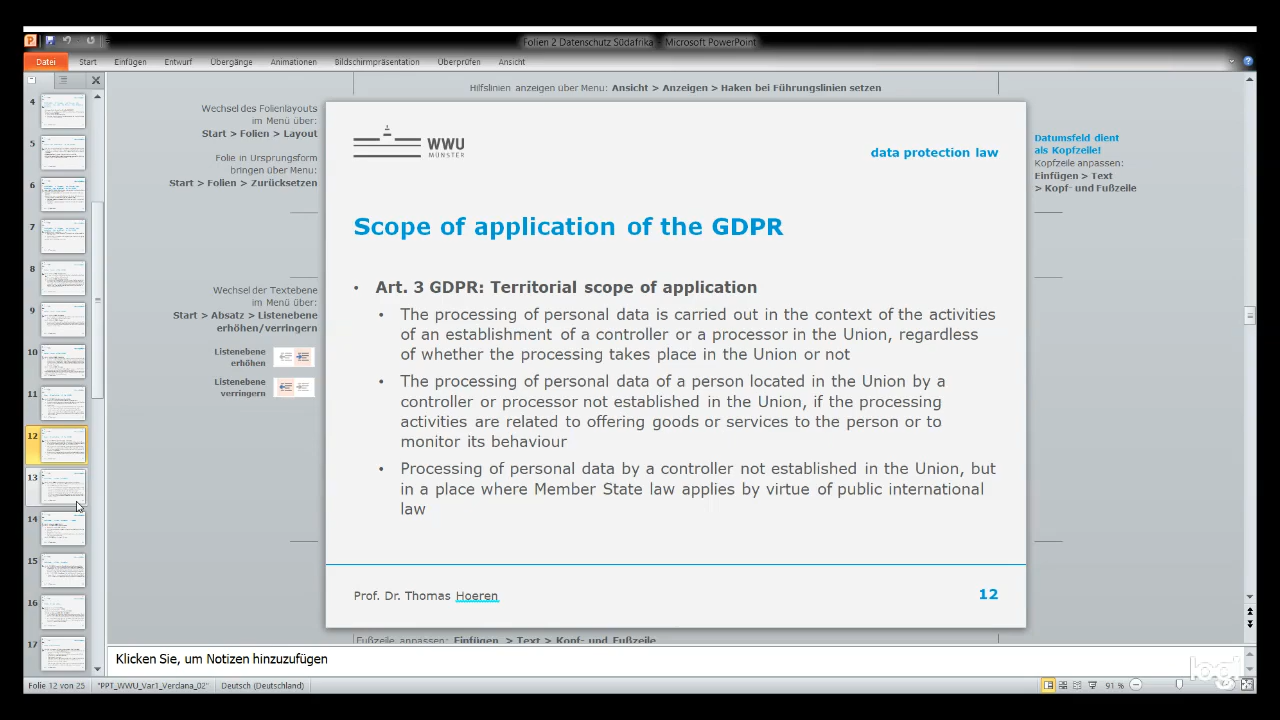 Folien 2 Datenschutz Südafrika - Microsoft PowerPoint
Datei Start Einfügen Entwurf Übergänge Animationen Bildschirmpräsentation Überprüfen Ansicht
Hilfslinien anzeigen über Menu: Ansicht > Anzeigen > Haken bei Führungslinien setzen
Wechsel des Folienlayouts
im Menü über:
Start > Folien > Layout
Folie in Ursprungsform
bringen über Menu:
Start > Folien > Zurücksetzen
Wechsel der Textebene
im Menü über:
Start > Absatz > Listenebene
erhöhen/verringern
Listenebene
erhöhen
Listenebene
verringern
4
5
6
7
8
9
10
11
12
13
14
15
16
17
WWU
MÜNSTER
data protection law
Scope of application of the GDPR
• Art. 3 GDPR: Territorial scope of application
• The processing of personal data is carried out in the context of the activities
of an establishment of a controller or a processor in the Union, regardless
of whether the processing takes place in the Union or not
• The processing of personal data of a person located in the Union by a
controller or processor not established in the Union, if the processing
activities are related to offering goods or services to the person or to
monitor its behaviour
• Processing of personal data by a controller not established in the Union, but
in a place where Member State law applies by virtue of public international
law
Prof. Dr. Thomas Hoeren
12
Datumsfeld dient
als Kopfzeile!
Kopfzeile anpassen:
Einfügen > Text
> Kopf- und Fußzeile
Fußzeile anpassen: Einfügen > Text > Kopf- und Fußzeile
Klicken Sie, um Notizen hinzuzufügen
logi
Folie 12 von 25 "PPT_WWU_Var1_Verdana_02" Deutsch (Deutschland) 91 %